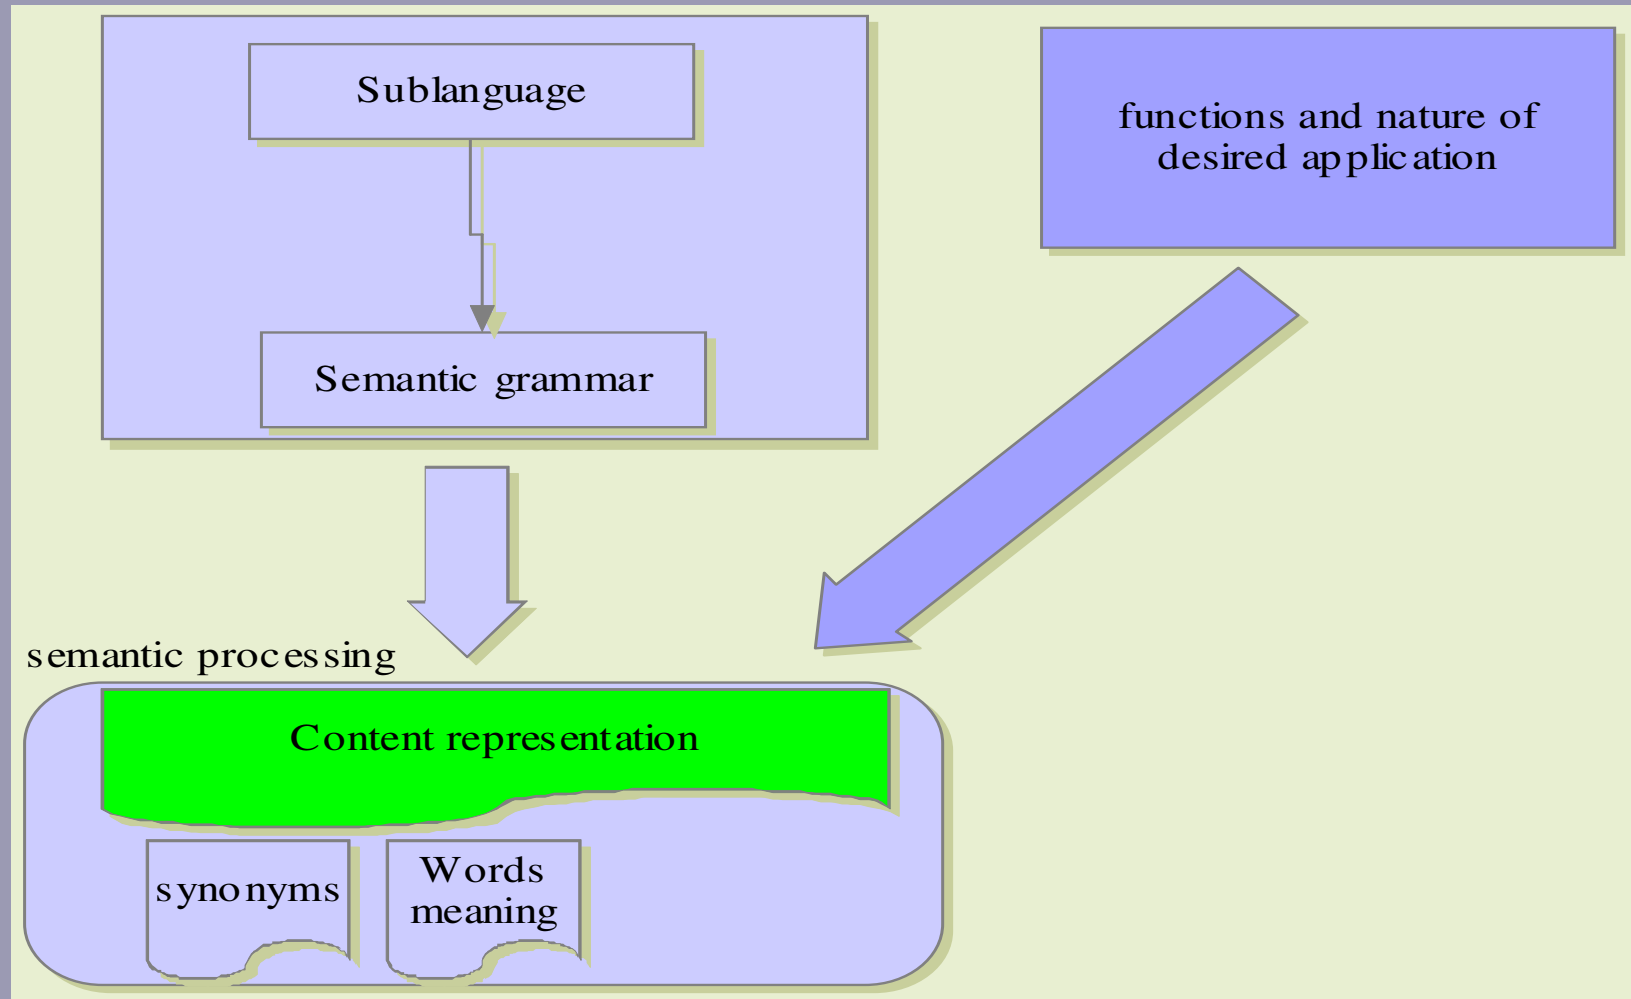 Sublanguage
functions and nature of
desired application
Semantic grammar
semantic processing
Content representation
synonyms
Words
meaning